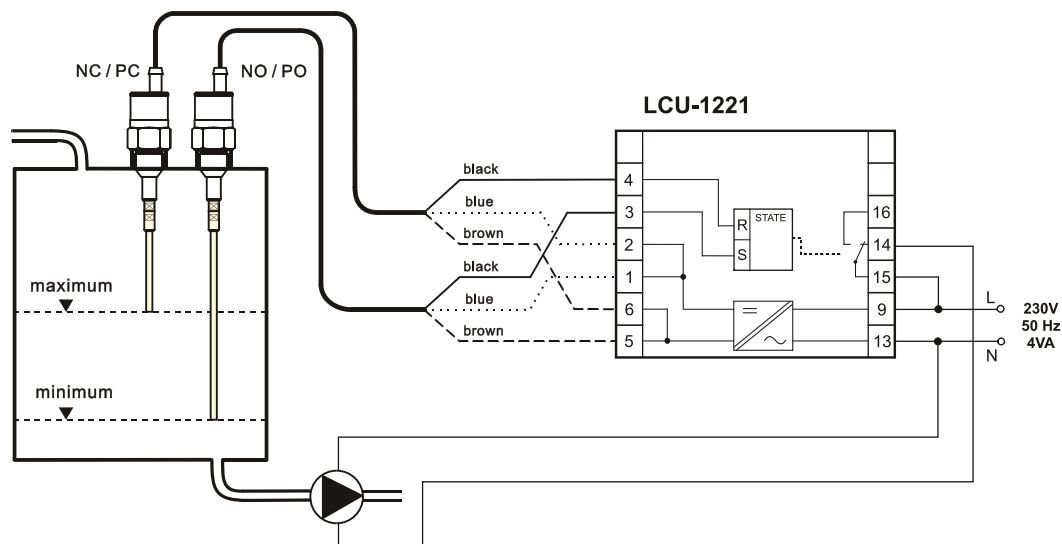 NC / PC
NO / PO
LCU-1221
black
blue
brown
black
blue
brown
4
3
2
1
6
5
R
S
STATE
16
14
15
9
13
L
N
230V
50 Hz
4VA
maximum
minimum